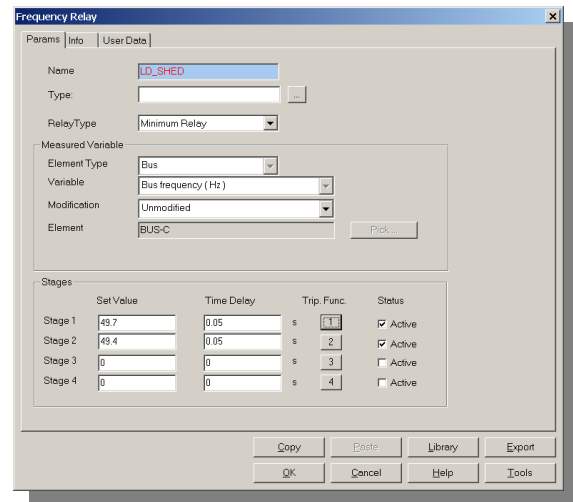 Frequency Relay
Params Info User Data
Name LD_SHED
Type: ...
RelayType Minimum Relay
Measured Variable
Element Type Bus
Variable Bus frequency ( Hz )
Modification Unmodified
Element BUS-C Pick...
Stages
Set Value Time Delay Trip. Func. Status
Stage 1 49.7 0.05 s 1 Active
Stage 2 49.4 0.05 s 2 Active
Stage 3 0 0 s 3 Active
Stage 4 0 0 s 4 Active
Copy Paste Library Export
OK Cancel Help Tools